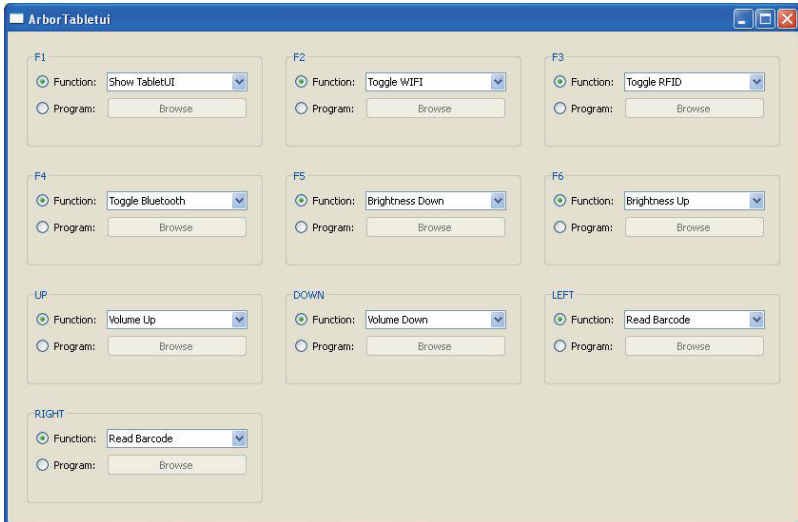 ArborTabletui
F1
Function: Show TabletUI
Program: Browse
F2
Function: Toggle WIFI
Program: Browse
F3
Function: Toggle RFID
Program: Browse
F4
Function: Toggle Bluetooth
Program: Browse
F5
Function: Brightness Down
Program: Browse
F6
Function: Brightness Up
Program: Browse
UP
Function: Volume Up
Program: Browse
DOWN
Function: Volume Down
Program: Browse
LEFT
Function: Read Barcode
Program: Browse
RIGHT
Function: Read Barcode
Program: Browse